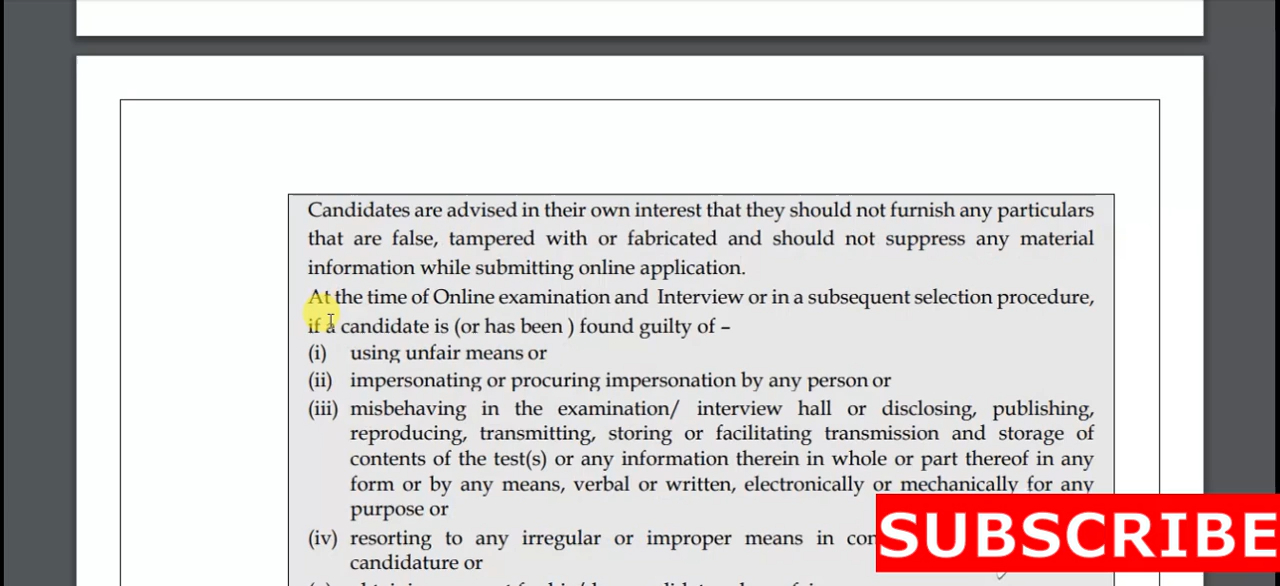 Candidates are advised in their own interest that they should not furnish any particulars
that are false, tampered with or fabricated and should not suppress any material
information while submitting online application.
At the time of Online examination and Interview or in a subsequent selection procedure,
if a candidate is (or has been ) found guilty of –
(i) using unfair means or
(ii) impersonating or procuring impersonation by any person or
(iii) misbehaving in the examination/ interview hall or disclosing, publishing,
reproducing, transmitting, storing or facilitating transmission and storage of
contents of the test(s) or any information therein in whole or part thereof in any
form or by any means, verbal or written, electronically or mechanically for any
purpose or
(iv) resorting to any irregular or improper means in
candidature or
SUBSCRIBE